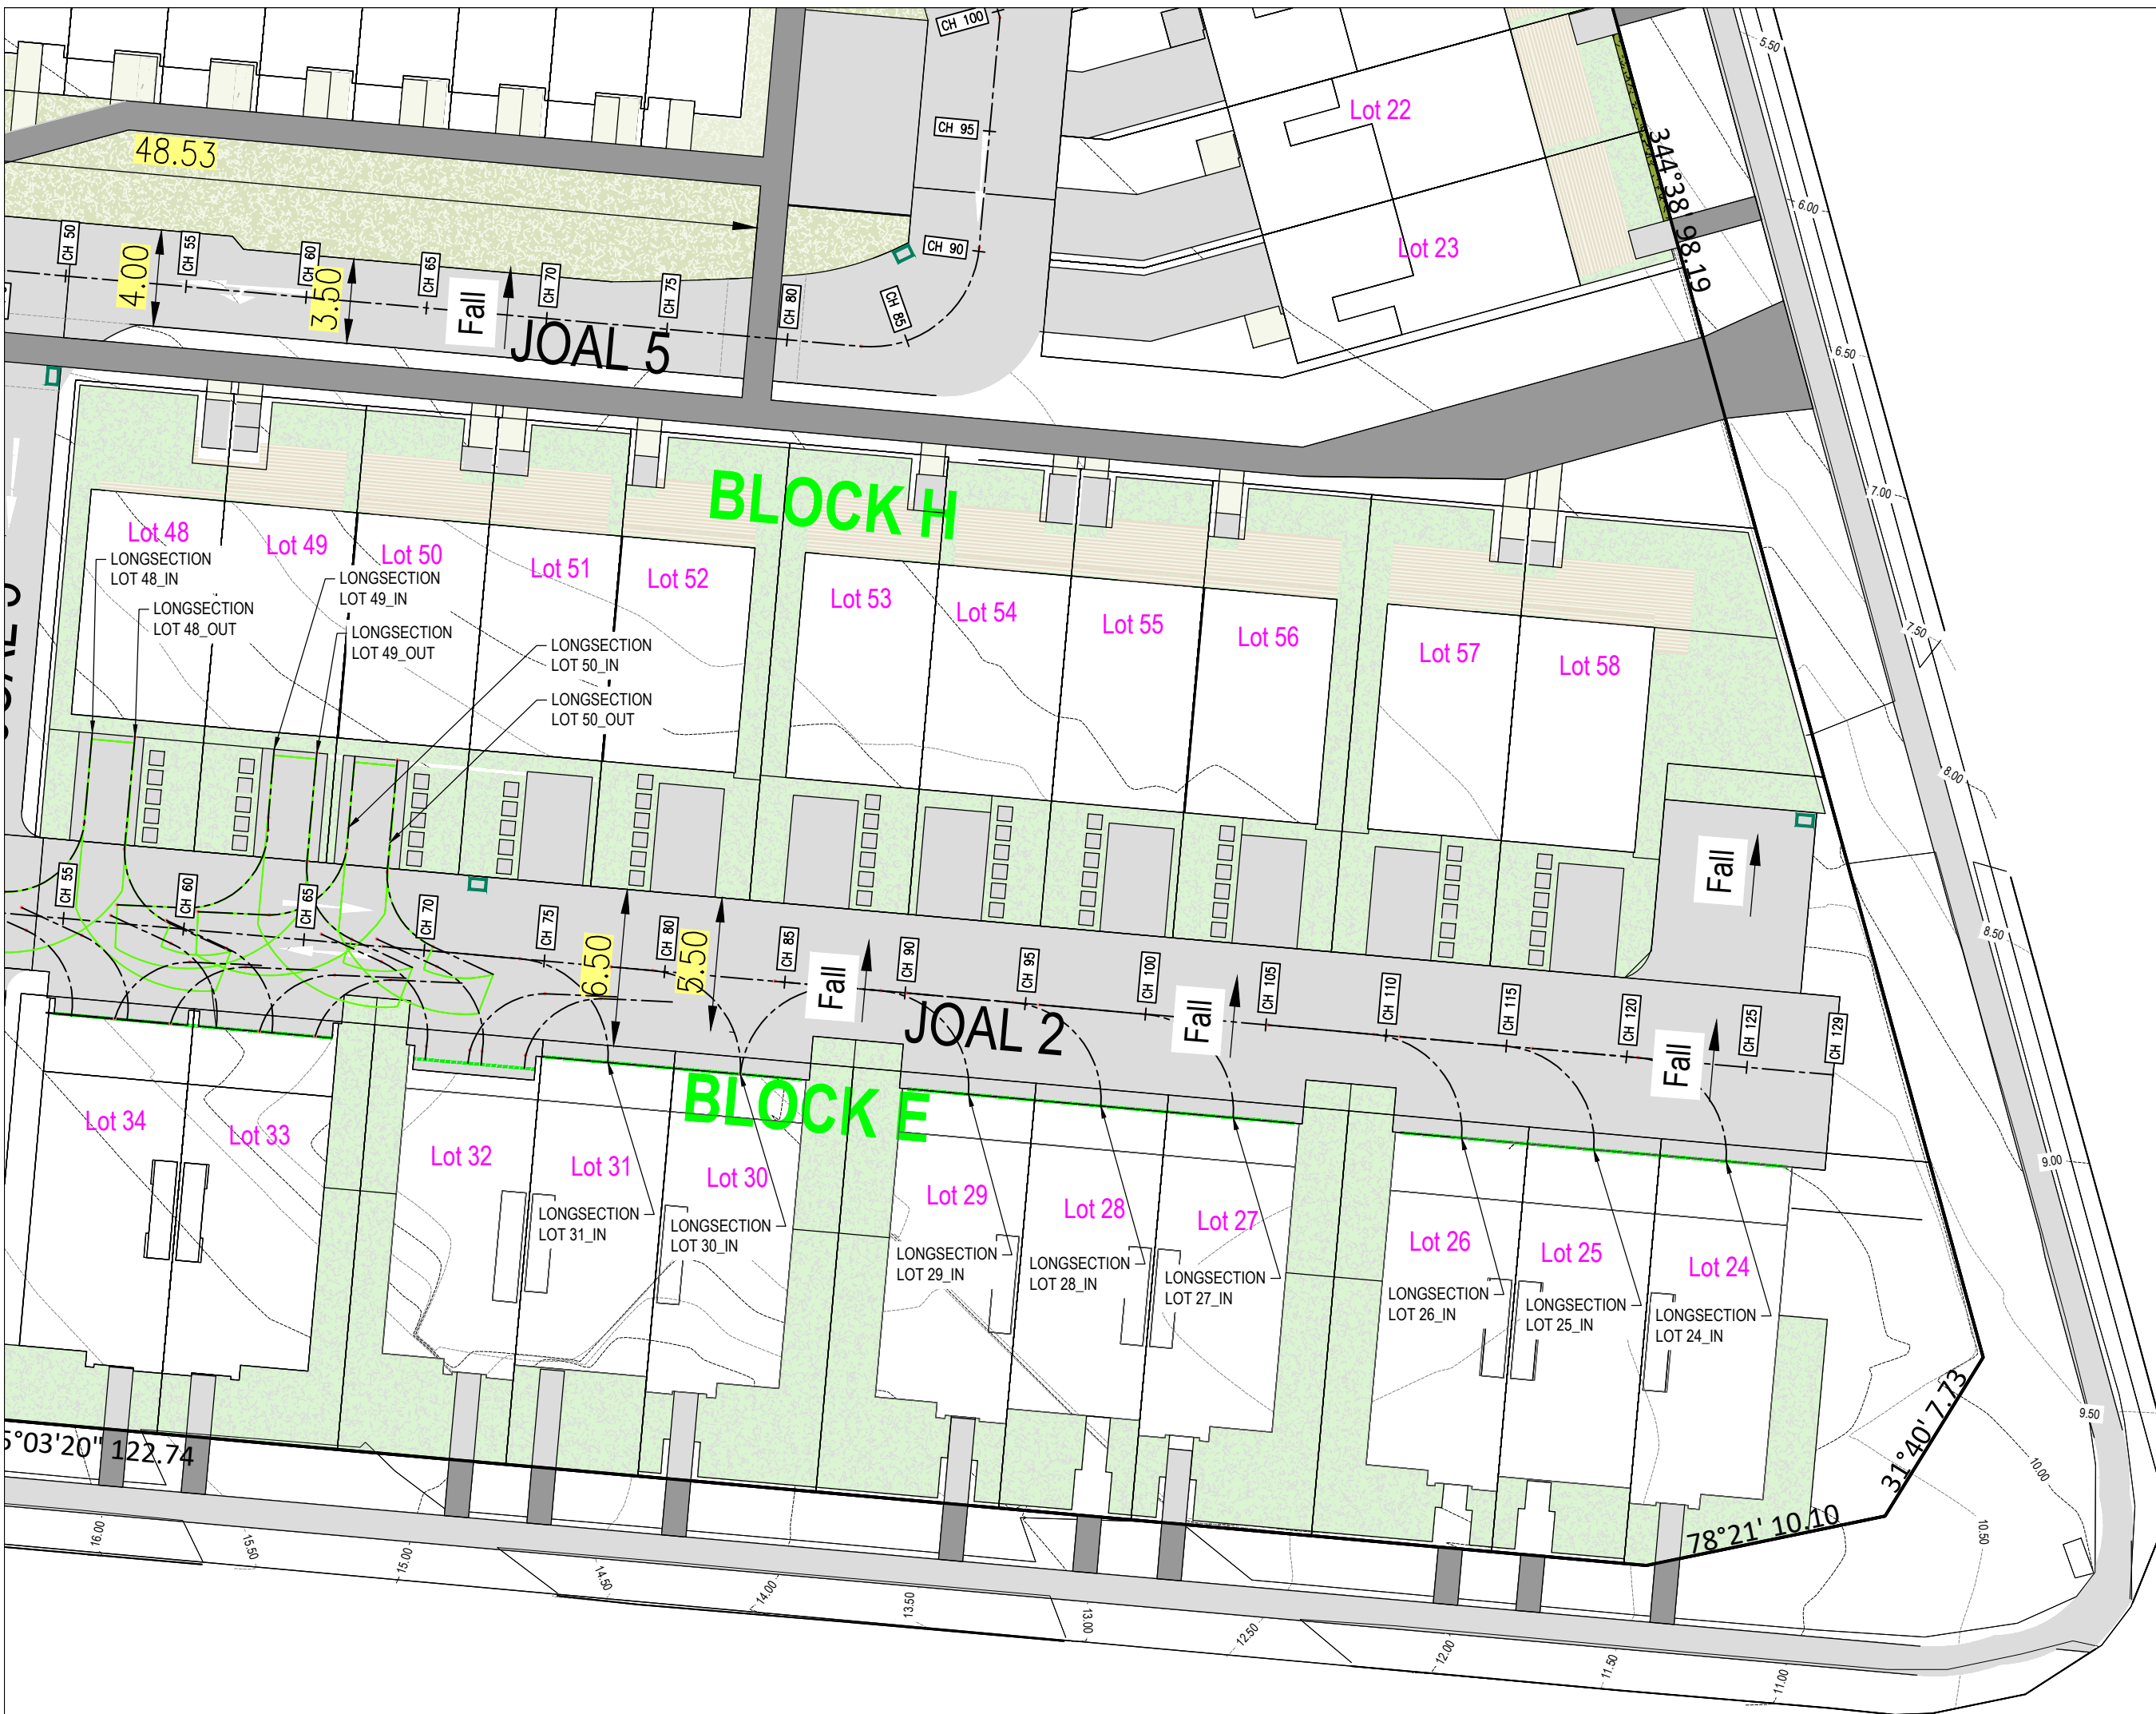 CH 100
5.50
Lot 22
CH 95
48.53
344°38' 98.19
6.00
CH 50
CH 55
CH 60
CH 65
CH 70
CH 75
CH 80
CH 85
CH 90
4.00
3.50
Fall
JOAL 5
Lot 23
6.50
7.00
BLOCK H
Lot 48
Lot 49
Lot 50
Lot 51
Lot 52
Lot 53
Lot 54
Lot 55
Lot 56
Lot 57
Lot 58
LONGSECTION
LOT 48_IN
LONGSECTION
LOT 48_OUT
LONGSECTION
LOT 49_IN
LONGSECTION
LOT 49_OUT
LONGSECTION
LOT 50_IN
LONGSECTION
LOT 50_OUT
7.50
8.00
Fall
CH 55
CH 60
CH 65
CH 70
CH 75
CH 80
CH 85
CH 90
CH 95
CH 100
CH 105
CH 110
CH 115
CH 120
CH 125
CH 129
6.50
5.50
Fall
Fall
Fall
JOAL 2
8.50
BLOCK E
Lot 34
Lot 33
Lot 32
Lot 31
Lot 30
Lot 29
Lot 28
Lot 27
Lot 26
Lot 25
Lot 24
9.00
LONGSECTION
LOT 31_IN
LONGSECTION
LOT 30_IN
LONGSECTION
LOT 29_IN
LONGSECTION
LOT 28_IN
LONGSECTION
LOT 27_IN
LONGSECTION
LOT 26_IN
LONGSECTION
LOT 25_IN
LONGSECTION
LOT 24_IN
9.50
31°40' 7.73
5°03'20" 122.74
10.00
78°21' 10.10
10.50
16.00
15.50
15.00
14.50
14.00
13.50
13.00
12.50
12.00
11.50
11.00